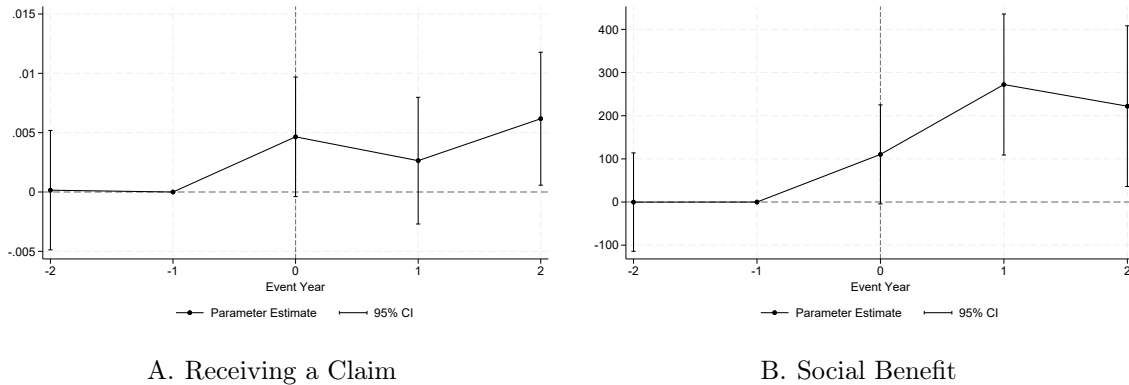 .015
.01
.005
0
-.005
-2 -1 0 1 2
Event Year
Parameter Estimate 95% CI
A. Receiving a Claim
400
300
200
100
0
-100
-2 -1 0 1 2
Event Year
Parameter Estimate 95% CI
B. Social Benefit